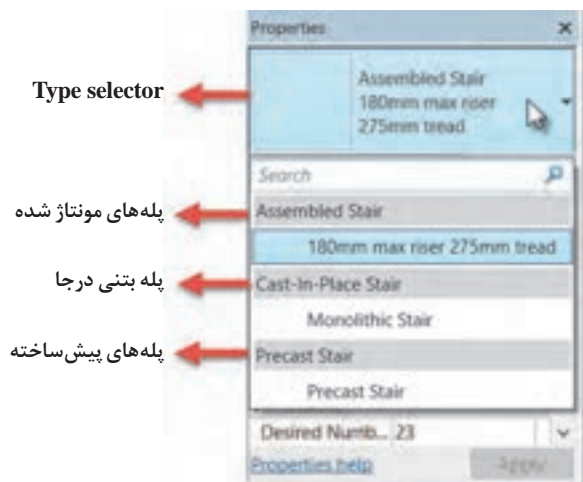 Properties
Type selector
Assembled Stair
180mm max riser
275mm tread
Search
پله‌های مونتاژ شده
Assembled Stair
180mm max riser 275mm tread
پله بتنی درجا
Cast-In-Place Stair
Monolithic Stair
پله‌های پیش‌ساخته
Precast Stair
Precast Stair
Desired Numb... 23
Properties help
Apply